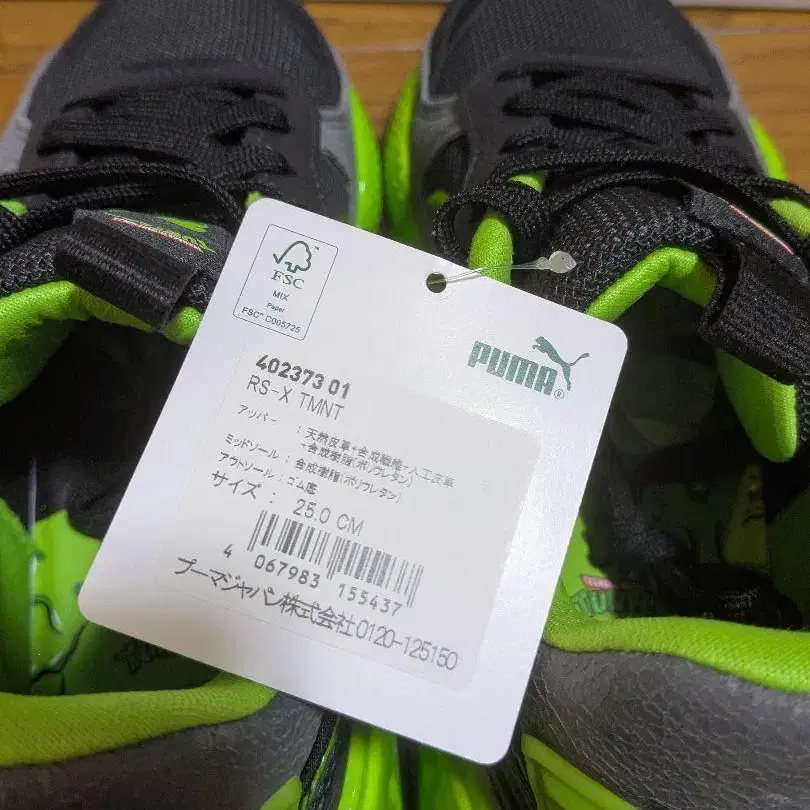 FSC
MIX
Paper
FSC® C005725
PUMA®
402373 01
RS-X TMNT
アッパー : 天然皮革+合成繊維+人工皮革
+合成樹脂(ポリウレタン)
ミッドソール : 合成樹脂(ポリウレタン)
アウトソール : ゴム底
サイズ : 25.0 CM
4 067983 155437
プーマジャパン株式会社 0120-125150